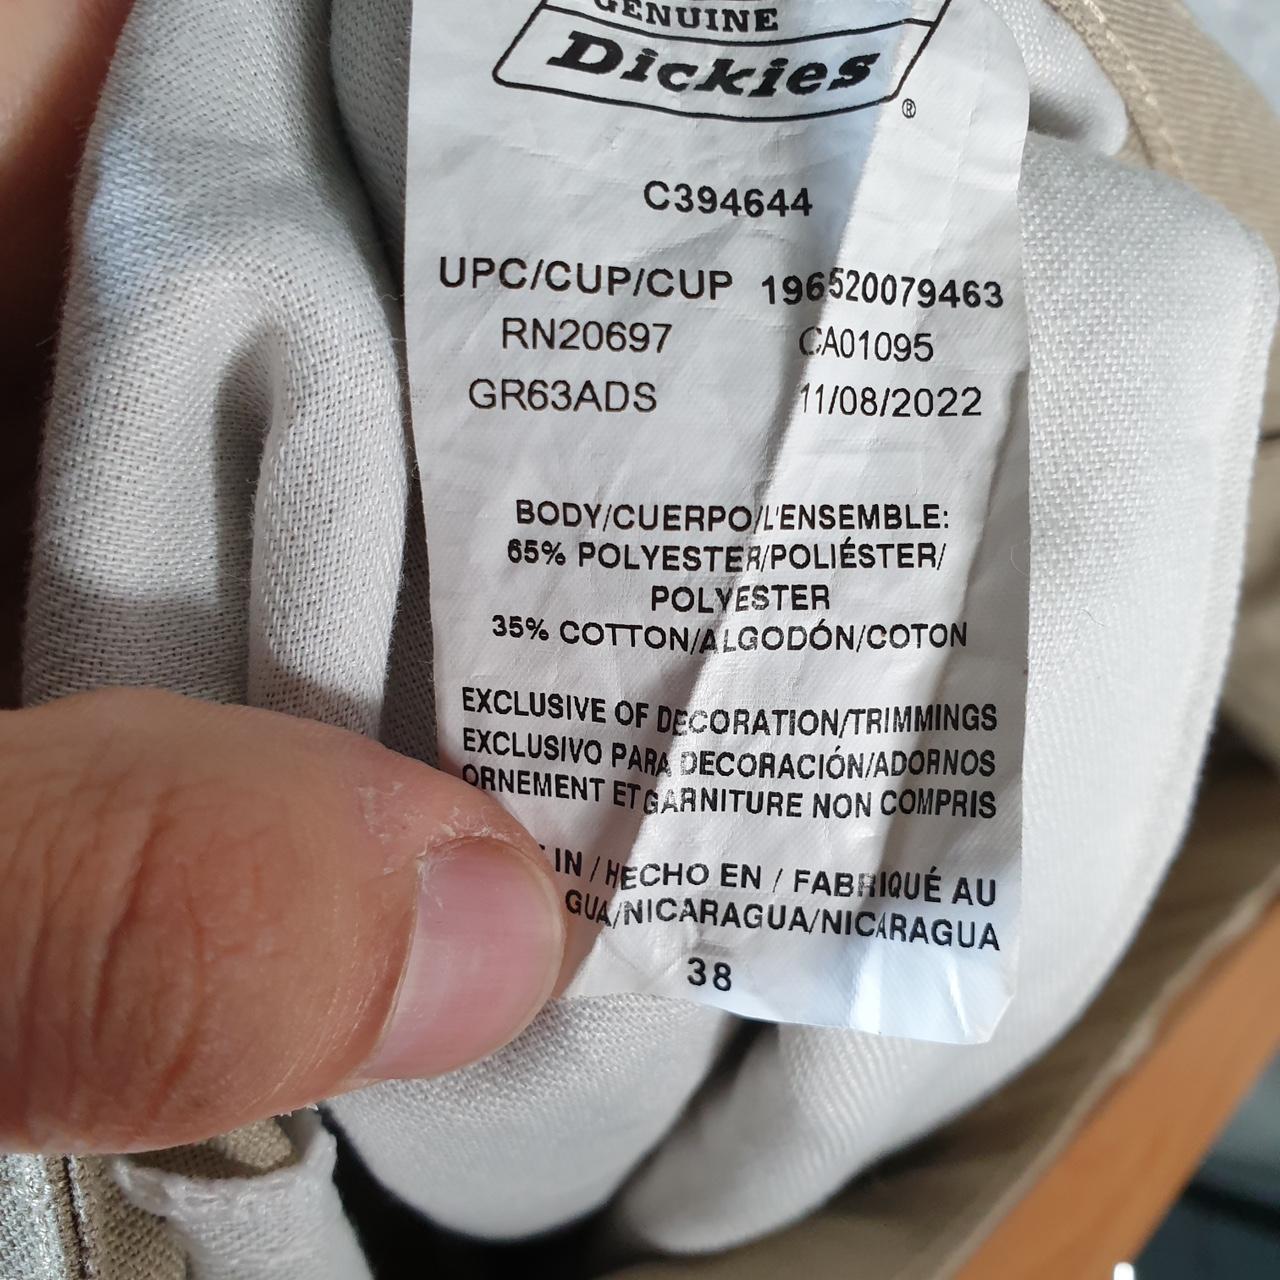 GENUINE
Dickies
®
C394644
UPC/CUP/CUP 196520079463
RN20697 CA01095
GR63ADS 11/08/2022
BODY/CUERPO/L'ENSEMBLE:
65% POLYESTER/POLIÉSTER/
POLYESTER
35% COTTON/ALGODÓN/COTON
EXCLUSIVE OF DECORATION/TRIMMINGS
EXCLUSIVO PARA DECORACIÓN/ADORNOS
ORNEMENT ET GARNITURE NON COMPRIS
IN / HECHO EN / FABRIQUÉ AU
GUA/NICARAGUA/NICARAGUA
38